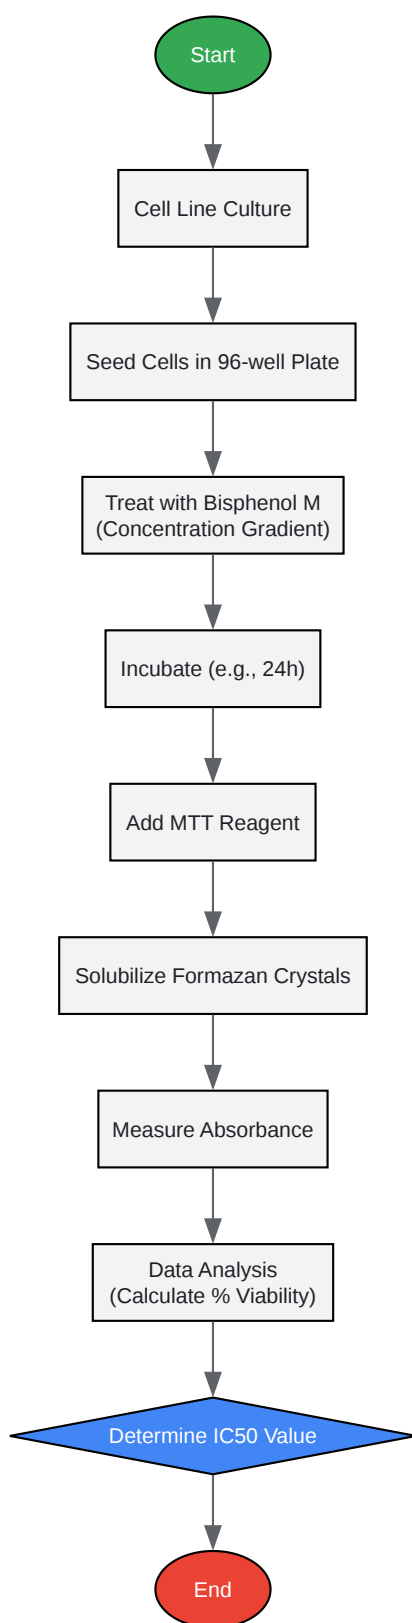 Start
Cell Line Culture
Seed Cells in 96-well Plate
Treat with Bisphenol M
(Concentration Gradient)
Incubate (e.g., 24h)
Add MTT Reagent
Solubilize Formazan Crystals
Measure Absorbance
Data Analysis
(Calculate % Viability)
Determine IC50 Value
End